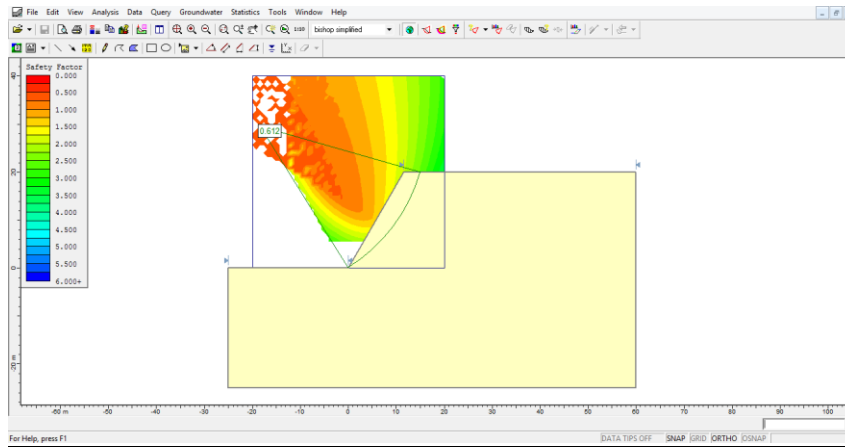 File Edit View Analysis Data Query Groundwater Statistics Tools Window Help
bishop simplified
Safety Factor
0.000
0.500
1.000
1.500
2.000
2.500
3.000
3.500
4.000
4.500
5.000
5.500
6.000+
0.612
40
20
0
-20 m
-60 m -50 -40 -30 -20 -10 0 10 20 30 40 50 60 70 80 90 100
For Help, press F1
DATA TIPS OFF SNAP GRID ORTHO OSNAP